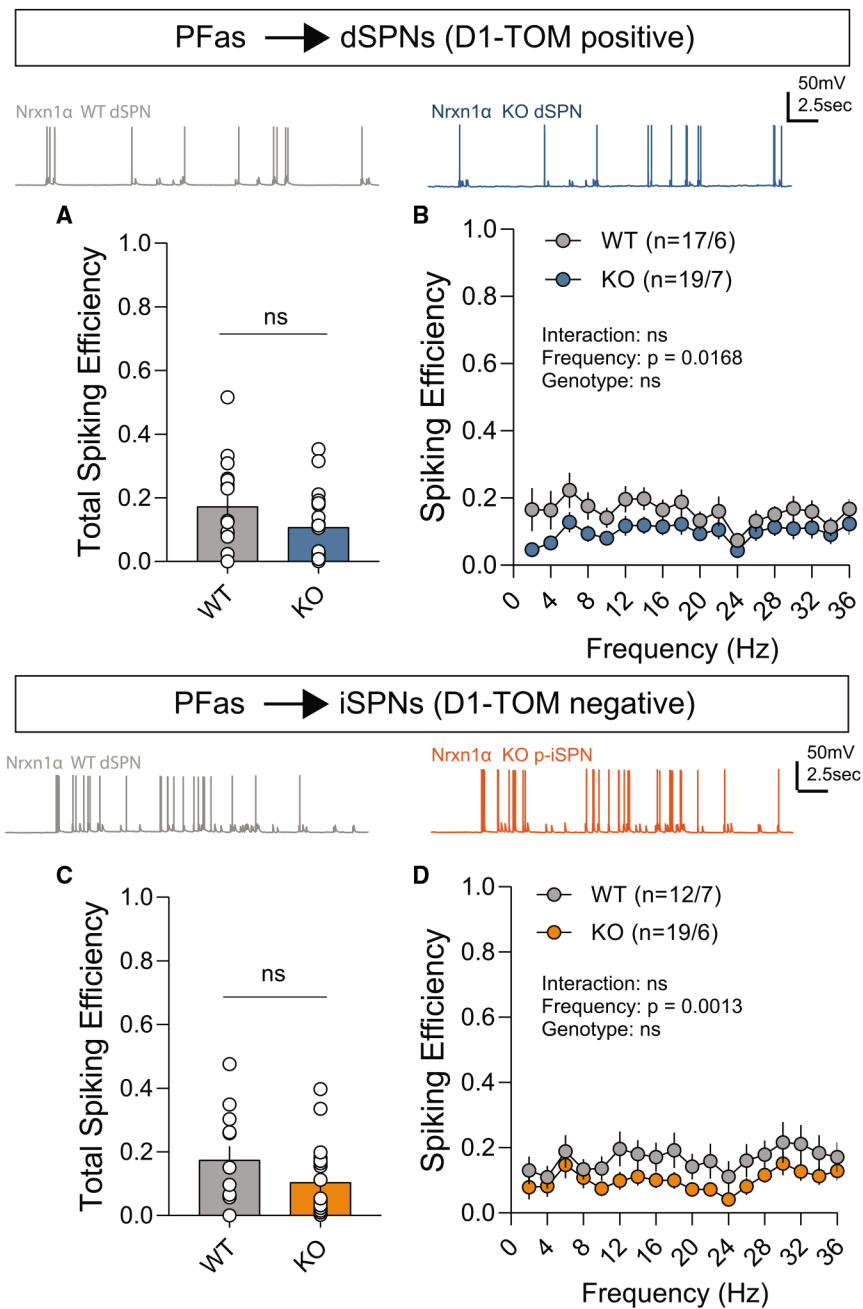 PFas → dSPNs (D1-TOM positive)
Nrxn1α WT dSPN
Nrxn1α KO dSPN
50mV
2.5sec
A
Total Spiking Efficiency
1.0
0.8
0.6
0.4
0.2
0.0
ns
WT
KO
B
Spiking Efficiency
1.0
0.8
0.6
0.4
0.2
0.0
WT (n=17/6)
KO (n=19/7)
Interaction: ns
Frequency: p = 0.0168
Genotype: ns
0 4 8 12 16 20 24 28 32 36
Frequency (Hz)
PFas → iSPNs (D1-TOM negative)
Nrxn1α WT dSPN
Nrxn1α KO p-iSPN
50mV
2.5sec
C
Total Spiking Efficiency
1.0
0.8
0.6
0.4
0.2
0.0
ns
WT
KO
D
Spiking Efficiency
1.0
0.8
0.6
0.4
0.2
0.0
WT (n=12/7)
KO (n=19/6)
Interaction: ns
Frequency: p = 0.0013
Genotype: ns
0 4 8 12 16 20 24 28 32 36
Frequency (Hz)